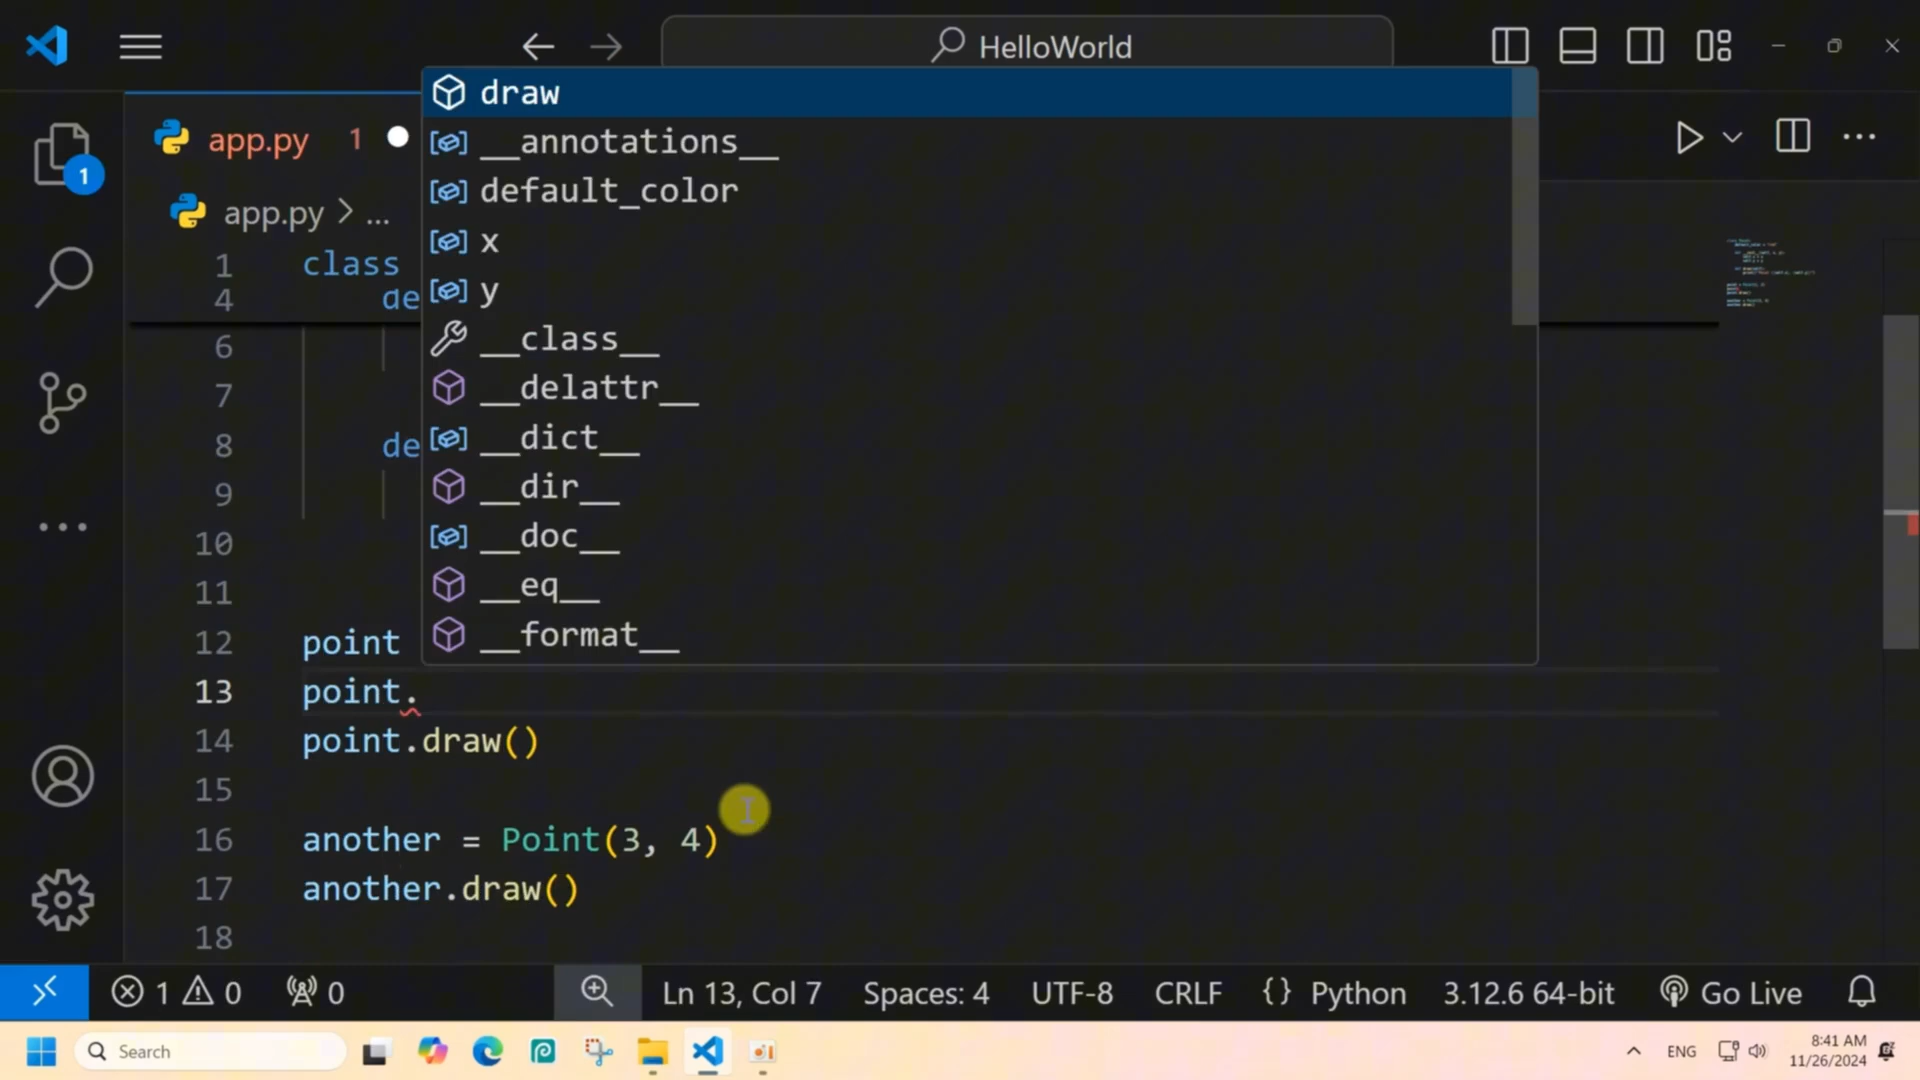 HelloWorld
app.py 1
1
app.py > ...
draw
__annotations__
default_color
x
y
__class__
__delattr__
__dict__
__dir__
__doc__
__eq__
__format__
1 class
4 de
6
7
8 de
9
10
11
12 point
13 point.
14 point.draw()
15
16 another = Point(3, 4)
17 another.draw()
18
1 0 0 Ln 13, Col 7 Spaces: 4 UTF-8 CRLF {} Python 3.12.6 64-bit Go Live
Search ENG 8:41 AM
11/26/2024